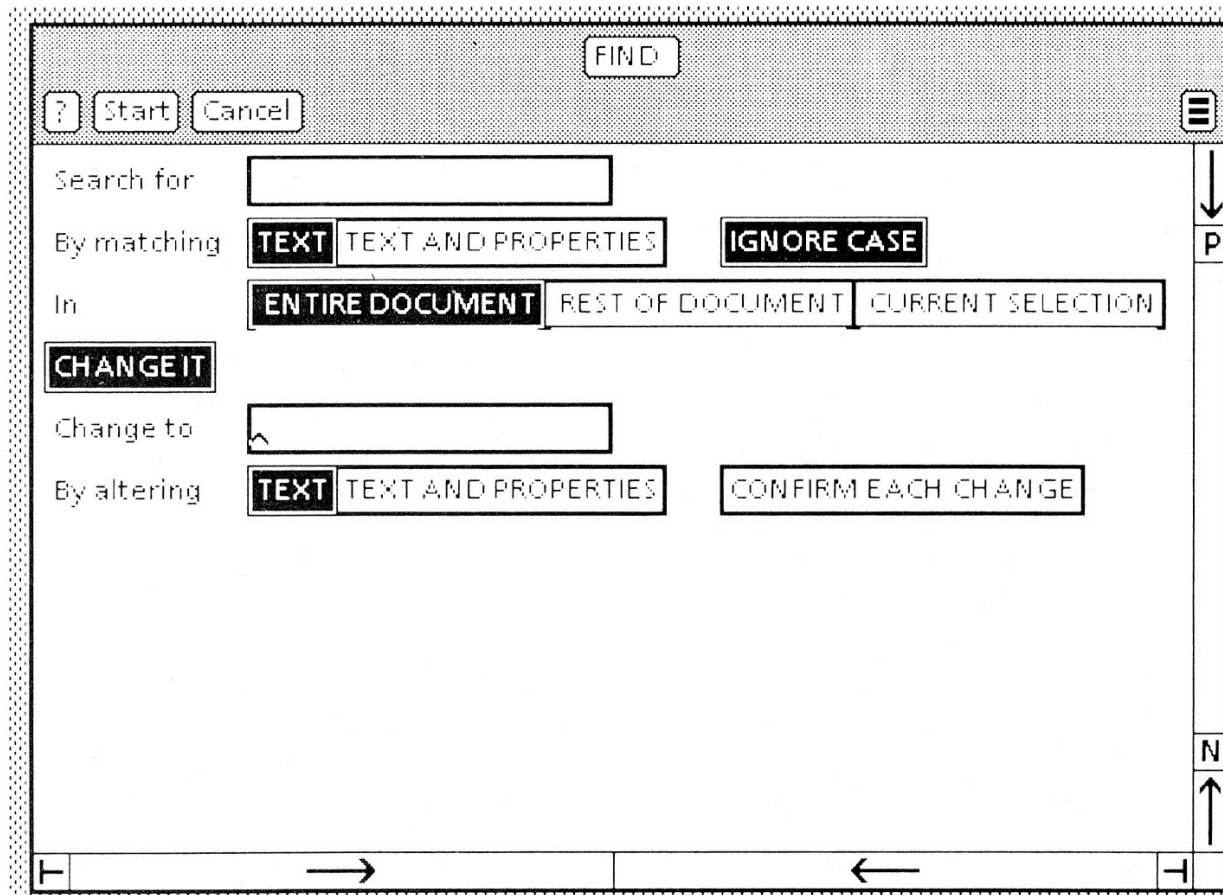 FIND
? Start Cancel
Search for
By matching TEXT TEXT AND PROPERTIES IGNORE CASE
P
In ENTIRE DOCUMENT REST OF DOCUMENT CURRENT SELECTION
CHANGE IT
Change to ^
By altering TEXT TEXT AND PROPERTIES CONFIRM EACH CHANGE
N